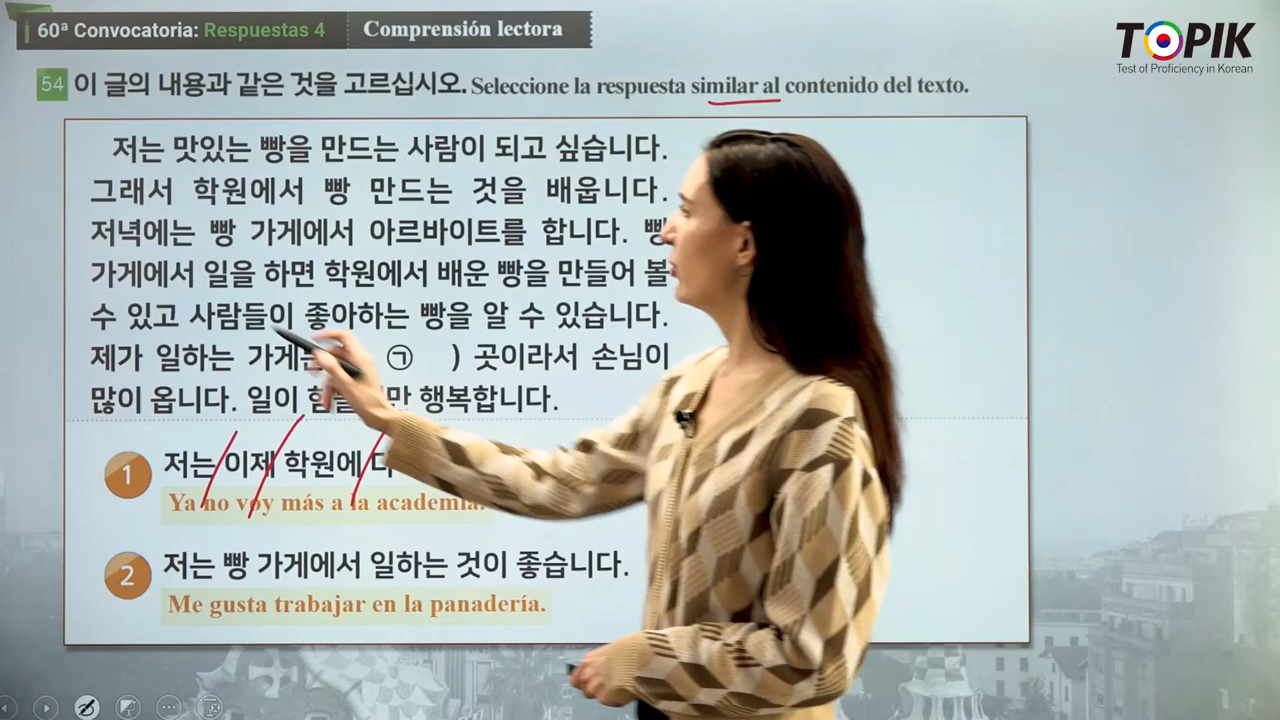 60ª Convocatoria: Respuestas 4
Comprensión lectora
TOPIK
Test of Proficiency in Korean
54 이 글의 내용과 같은 것을 고르십시오. Seleccione la respuesta similar al contenido del texto.
저는 맛있는 빵을 만드는 사람이 되고 싶습니다.
그래서 학원에서 빵 만드는 것을 배웁니다.
저녁에는 빵 가게에서 아르바이트를 합니다. 빵
가게에서 일을 하면 학원에서 배운 빵을 만들어 볼
수 있고 사람들이 좋아하는 빵을 알 수 있습니다.
제가 일하는 가게는 ㉠ ) 곳이라서 손님이
많이 옵니다. 일이 행복합니다.
1 저는 이제 학원에
Ya no voy más a la academia.
2 저는 빵 가게에서 일하는 것이 좋습니다.
Me gusta trabajar en la panadería.